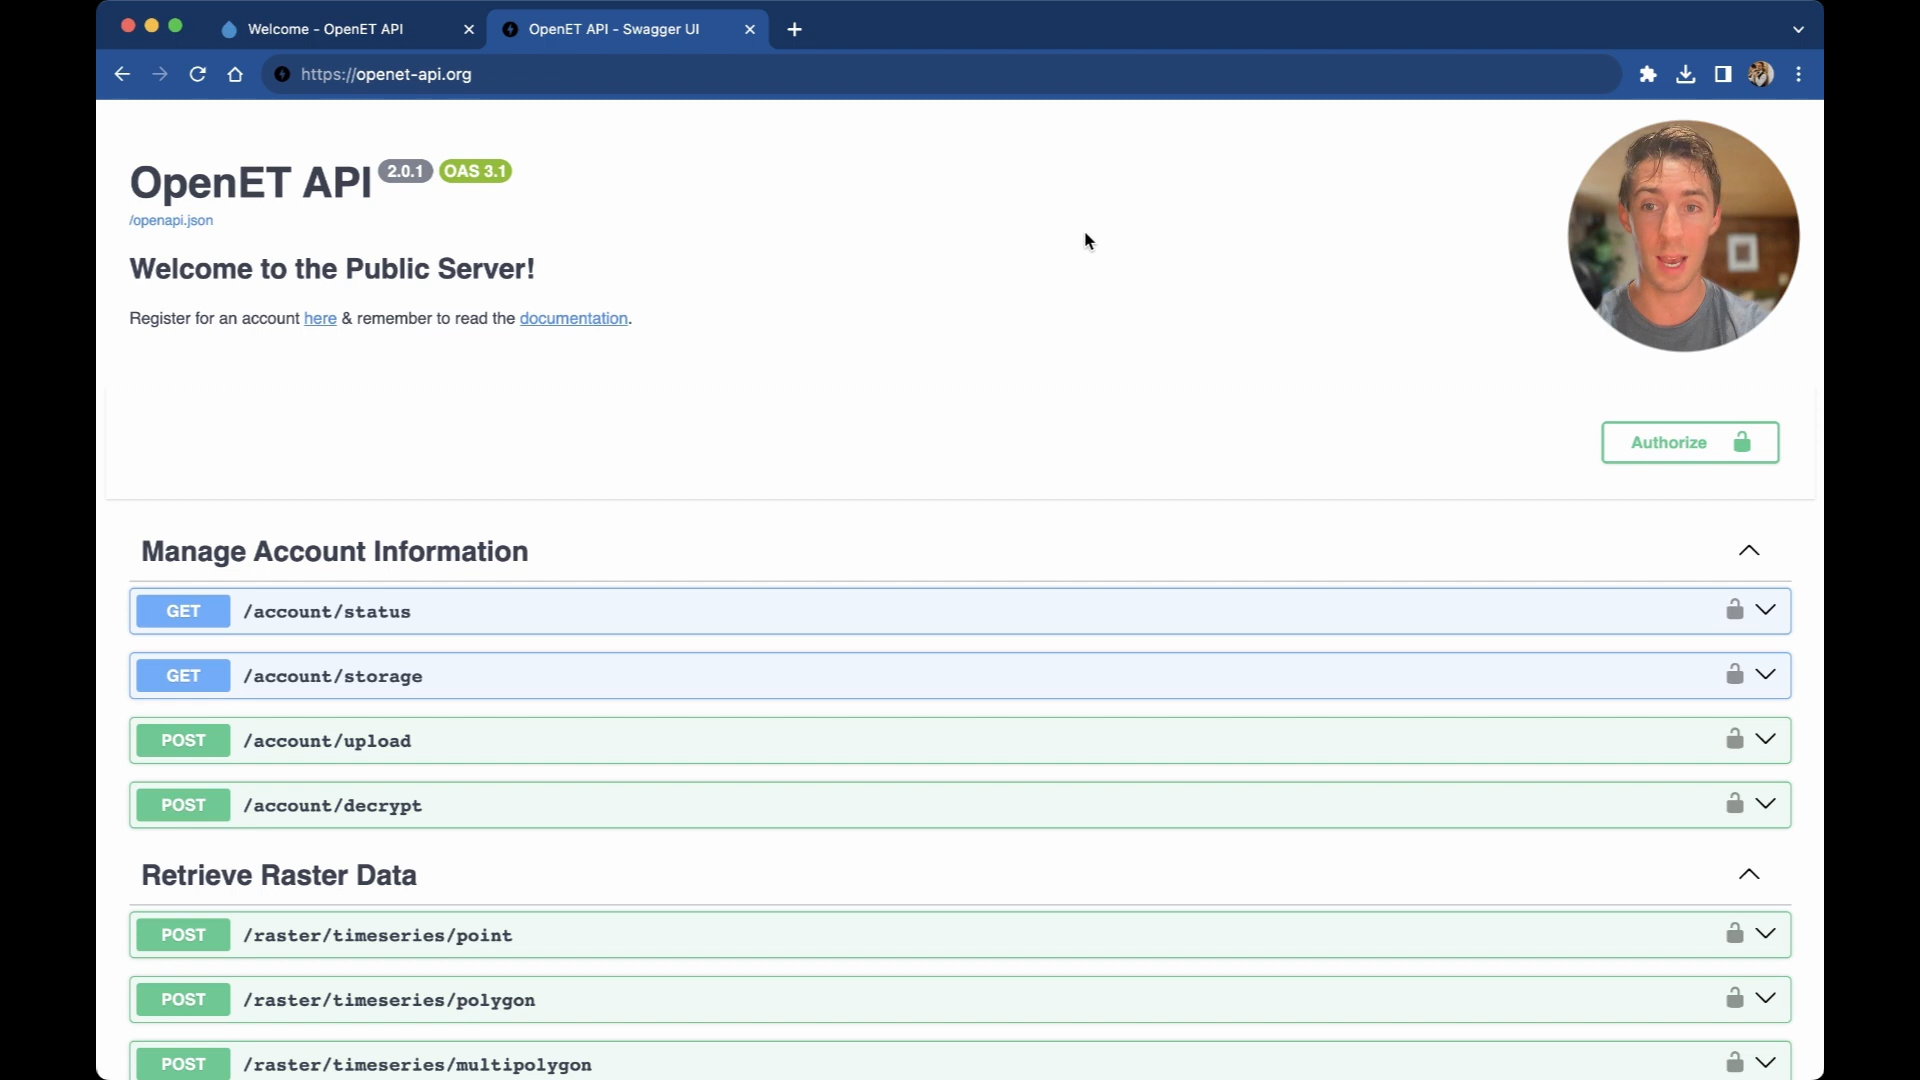 Welcome - OpenET API
OpenET API - Swagger UI
https://openet-api.org
OpenET API 2.0.1 OAS 3.1
/openapi.json
Welcome to the Public Server!
Register for an account here & remember to read the documentation.
Authorize
Manage Account Information
GET /account/status
GET /account/storage
POST /account/upload
POST /account/decrypt
Retrieve Raster Data
POST /raster/timeseries/point
POST /raster/timeseries/polygon
POST /raster/timeseries/multipolygon